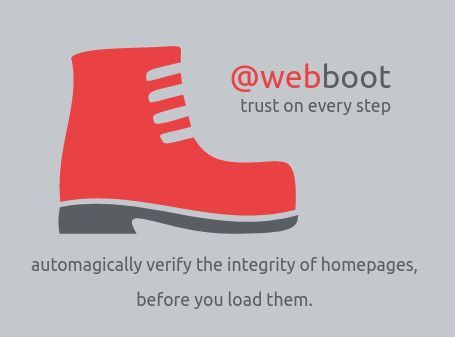 @webboot
trust on every step
automagically verify the integrity of homepages,
before you load them.